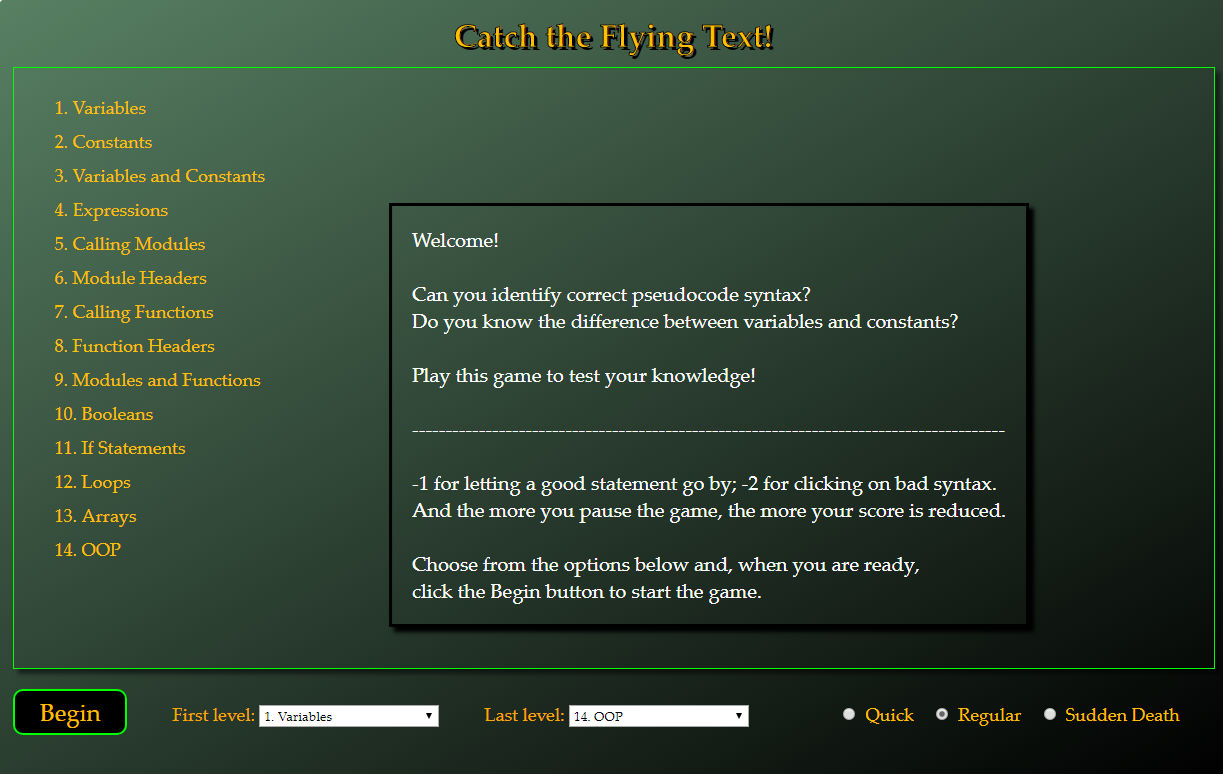 Catch the Flying Text!
1. Variables
2. Constants
3. Variables and Constants
4. Expressions
5. Calling Modules
6. Module Headers
7. Calling Functions
8. Function Headers
9. Modules and Functions
10. Booleans
11. If Statements
12. Loops
13. Arrays
14. OOP
Welcome!
Can you identify correct pseudocode syntax?
Do you know the difference between variables and constants?
Play this game to test your knowledge!
------------------------------------------------------------------------------------------
-1 for letting a good statement go by; -2 for clicking on bad syntax.
And the more you pause the game, the more your score is reduced.
Choose from the options below and, when you are ready,
click the Begin button to start the game.
Begin First level: 1. Variables Last level: 14. OOP Quick Regular Sudden Death